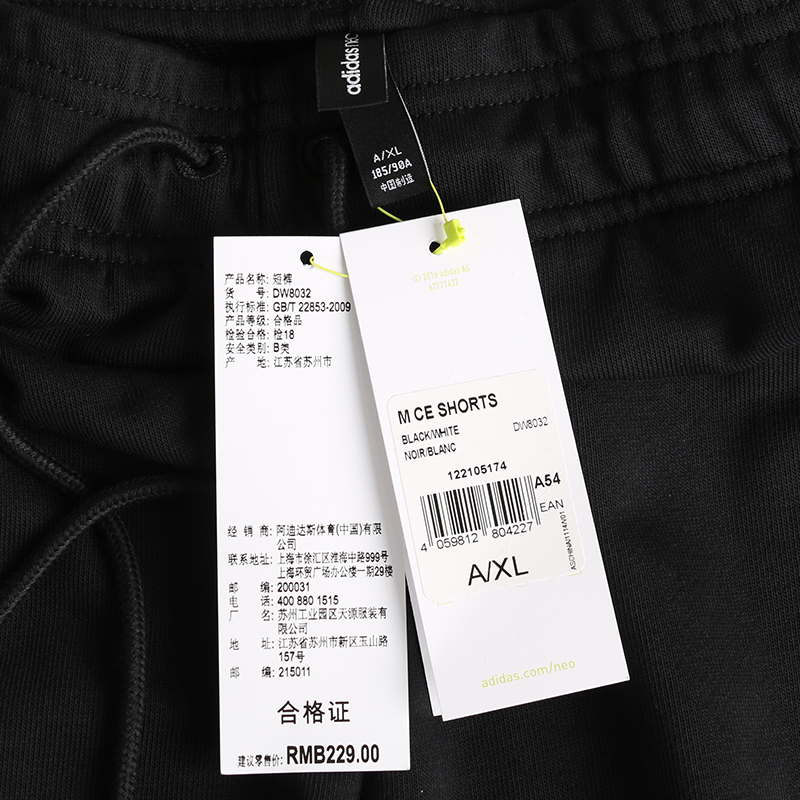 adidas neo
A/XL
185/90A
中国制造
产品名称: 短裤
货 号: DW8032
执行标准: GB/T 22853-2009
产品等级: 合格品
检验合格: 检18
安全类别: B类
产 地: 江苏省苏州市
经 销 商: 阿迪达斯体育(中国)有限
公司
联系地址: 上海市徐汇区淮海中路999号
上海环贸广场办公楼一29楼
邮 编: 200031
电 话: 400 880 1515
厂 名: 苏州工业园区天源服装有
限公司
地 址: 江苏省苏州市新区玉山路
157号
邮 编: 215011
合格证
建议零售价: RMB229.00
© 2016 adidas AG
M CE SHORTS
BLACK/WHITE
NOIR/BLANC
DW8032
122105174
A54
EAN
4 059812 804227
A/XL
adidas.com/neo